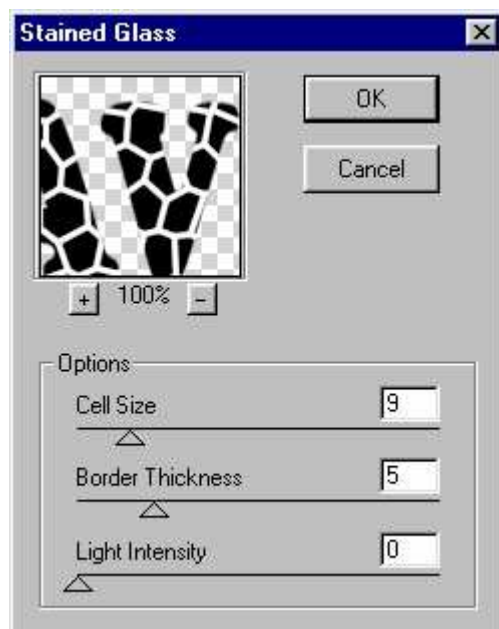 Stained Glass
OK
Cancel
+ 100% -
Options
Cell Size 9
Border Thickness 5
Light Intensity 0